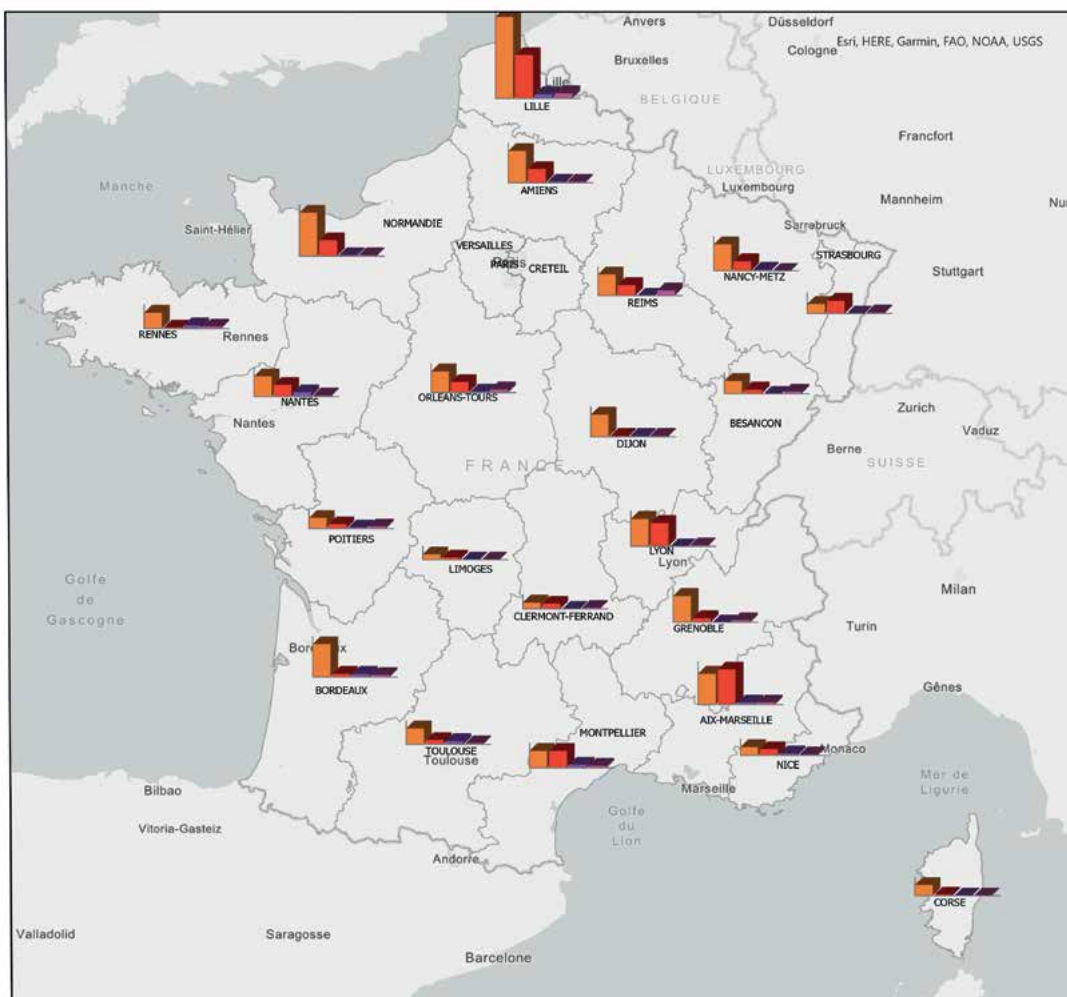 Anvers
Düsseldorf
Esri, HERE, Garmin, FAO, NOAA, USGS
Cologne
Bruxelles
Lille
LILLE
BELGIQUE
Francfort
LUXEMBOURG
Luxembourg
Manche
AMIENS
Mannheim
Saint-Hélier
NORMANDIE
Sarrebruck
VERSAILLES
STRASBOURG
PARIS
CRETEIL
NANCY-METZ
Stuttgart
REIMS
RENNES
Rennes
NANTES
ORLEANS-TOURS
Nantes
DIJON
BESANCON
Zurich
Vaduz
Berne
SUISSE
FRANCE
POITIERS
LYON
Lyon
LIMOGES
Golfe
de
Gascogne
Milan
CLERMONT-FERRAND
GRENOBLE
Turin
BORDEAUX
Gênes
AIX-MARSEILLE
MONTPELLIER
TOULOUSE
Toulouse
Monaco
NICE
Marseille
Mer de
Ligurie
Bilbao
Golfe
du
Lion
Vitoria-Gasteiz
Andorre
CORSE
Valladolid
Saragosse
Barcelone